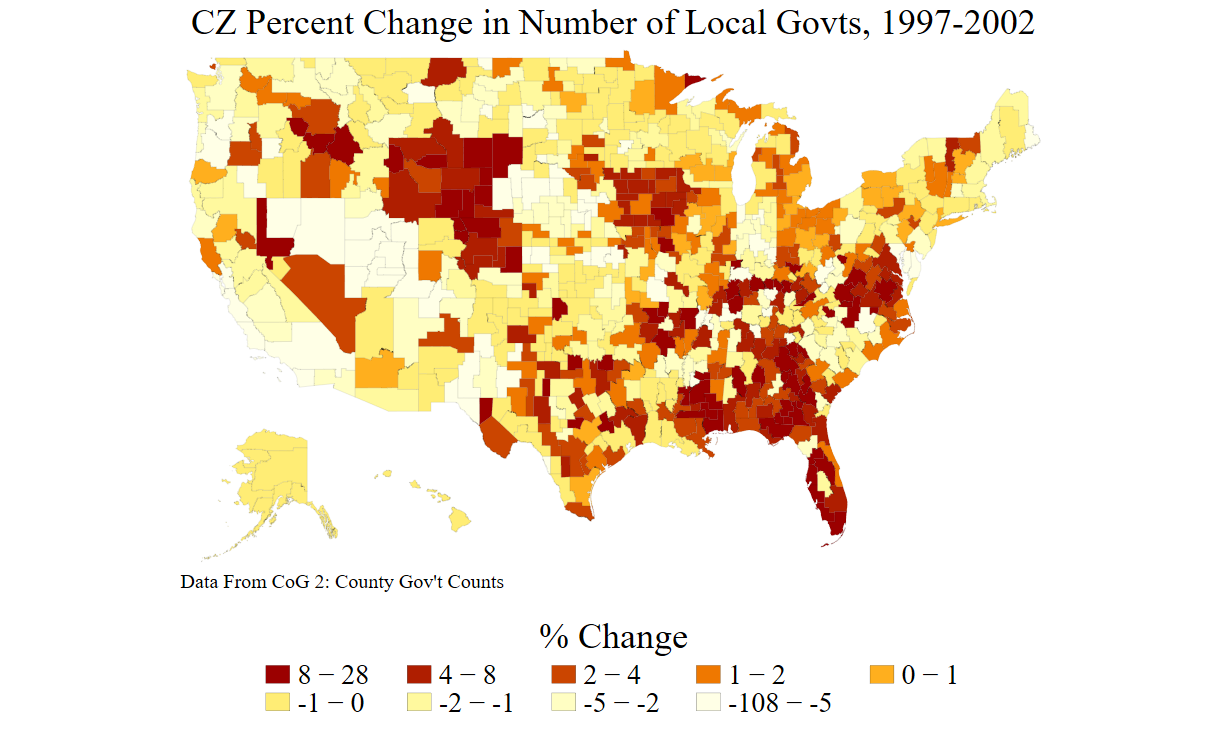 CZ Percent Change in Number of Local Govts, 1997-2002
Data From CoG 2: County Gov't Counts
% Change
8 − 28 4 − 8 2 − 4 1 − 2 0 − 1
-1 − 0 -2 − -1 -5 − -2 -108 − -5